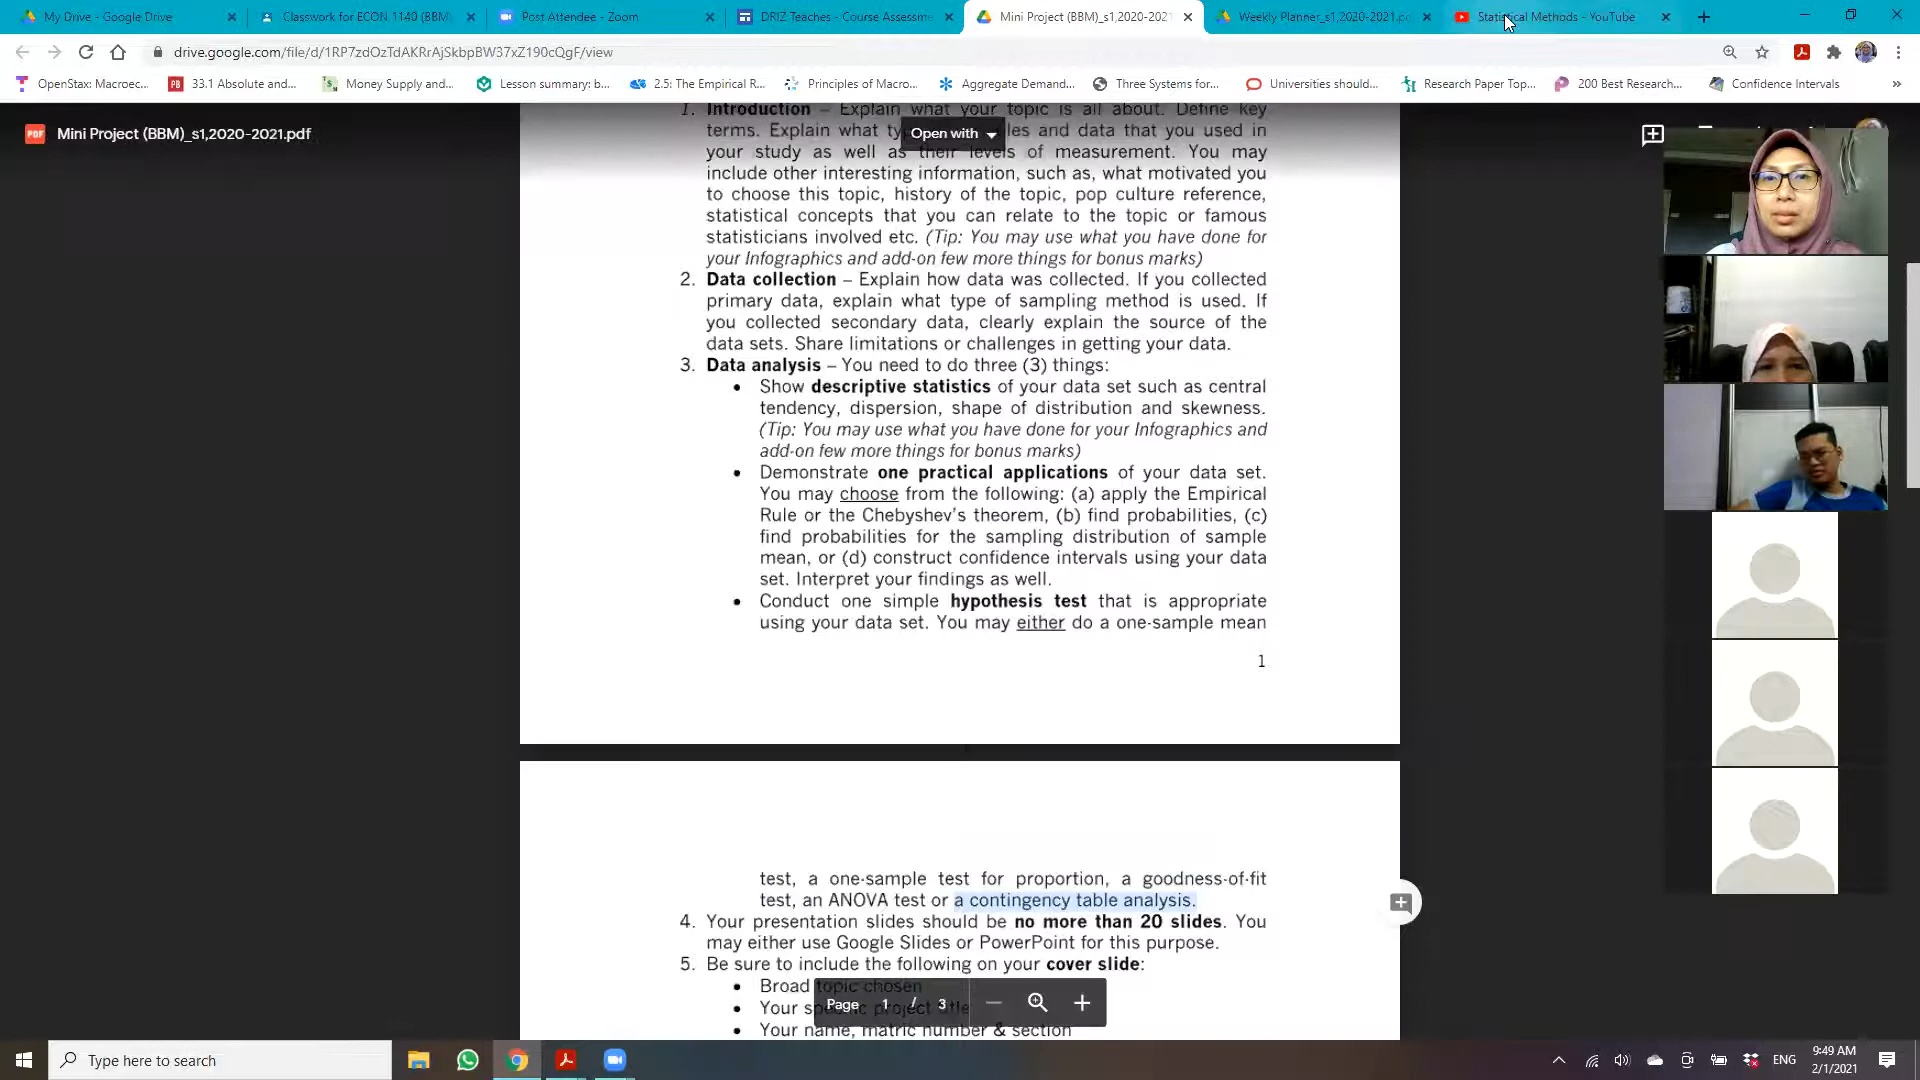 My Drive - Google Drive
Classwork for ECON 1140 (BBM)
Post Attendee - Zoom
DRIZ Teaches - Course Assessme
Mini Project (BBM)_s1,2020-2021
Weekly Planner_s1,2020-2021.p
Statistical Methods - YouTube
drive.google.com/file/d/1RP7zdOzTdAKRrAjSkbpBW37xZ190cQgF/view
OpenStax: Macroec...
33.1 Absolute and...
Money Supply and...
Lesson summary: b...
2.5: The Empirical R...
Principles of Macro...
Aggregate Demand...
Three Systems for...
Universities should...
Research Paper Top...
200 Best Research...
Confidence Intervals
PDF
Mini Project (BBM)_s1,2020-2021.pdf
Open with
1. Introduction – Explain what your topic is all about. Define key
terms. Explain what ty les and data that you used in
your study as well as their levels of measurement. You may
include other interesting information, such as, what motivated you
to choose this topic, history of the topic, pop culture reference,
statistical concepts that you can relate to the topic or famous
statisticians involved etc. (Tip: You may use what you have done for
your Infographics and add-on few more things for bonus marks)
2. Data collection – Explain how data was collected. If you collected
primary data, explain what type of sampling method is used. If
you collected secondary data, clearly explain the source of the
data sets. Share limitations or challenges in getting your data.
3. Data analysis – You need to do three (3) things:
• Show descriptive statistics of your data set such as central
tendency, dispersion, shape of distribution and skewness.
(Tip: You may use what you have done for your Infographics and
add-on few more things for bonus marks)
• Demonstrate one practical applications of your data set.
You may choose from the following: (a) apply the Empirical
Rule or the Chebyshev's theorem, (b) find probabilities, (c)
find probabilities for the sampling distribution of sample
mean, or (d) construct confidence intervals using your data
set. Interpret your findings as well.
• Conduct one simple hypothesis test that is appropriate
using your data set. You may either do a one-sample mean
1
test, a one-sample test for proportion, a goodness-of-fit
test, an ANOVA test or a contingency table analysis.
4. Your presentation slides should be no more than 20 slides. You
may either use Google Slides or PowerPoint for this purpose.
5. Be sure to include the following on your cover slide:
• Broad topic chosen
• Your specific project title
• Your name, matric number & section
Page 1 / 3
Type here to search
ENG
9:49 AM
2/1/2021